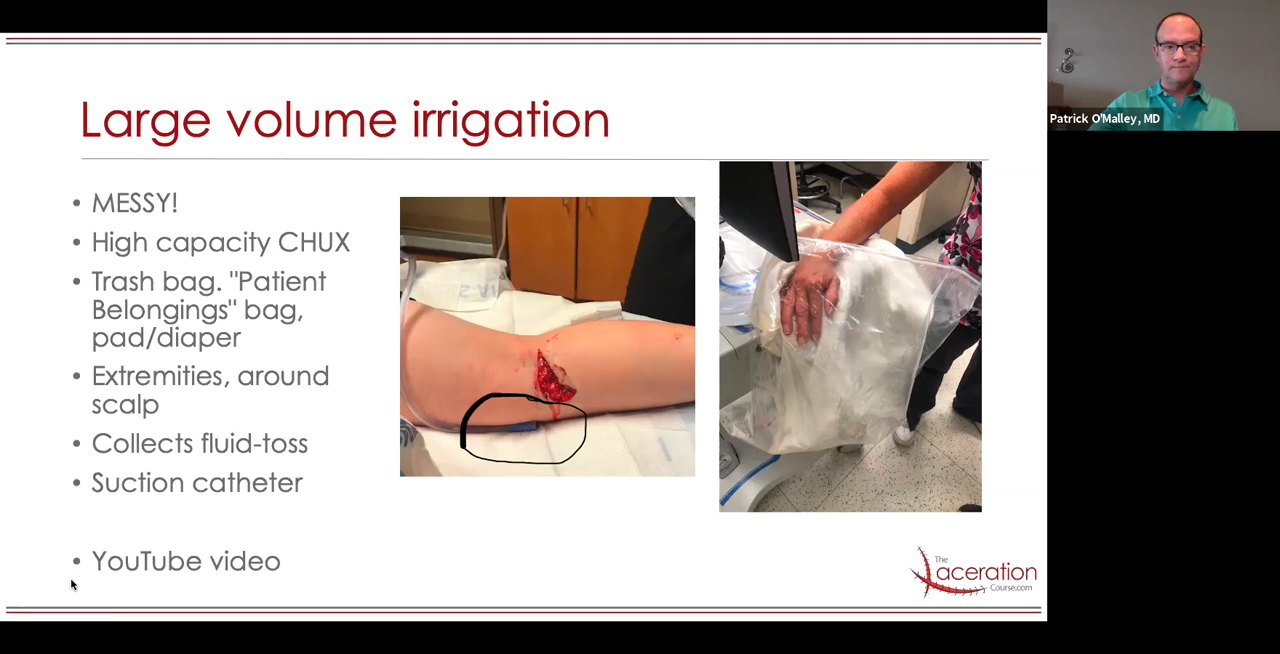 Large volume irrigation
• MESSY!
• High capacity CHUX
• Trash bag. "Patient
Belongings" bag,
pad/diaper
• Extremities, around
scalp
• Collects fluid-toss
• Suction catheter
• YouTube video
Patrick O'Malley, MD
The
Laceration
Course.com